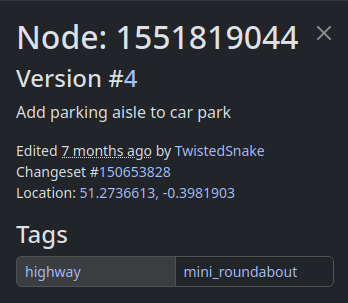 Node: 1551819044
Version #4
Add parking aisle to car park
Edited 7 months ago by TwistedSnake
Changeset #150653828
Location: 51.2736613, -0.3981903
Tags
highway mini_roundabout